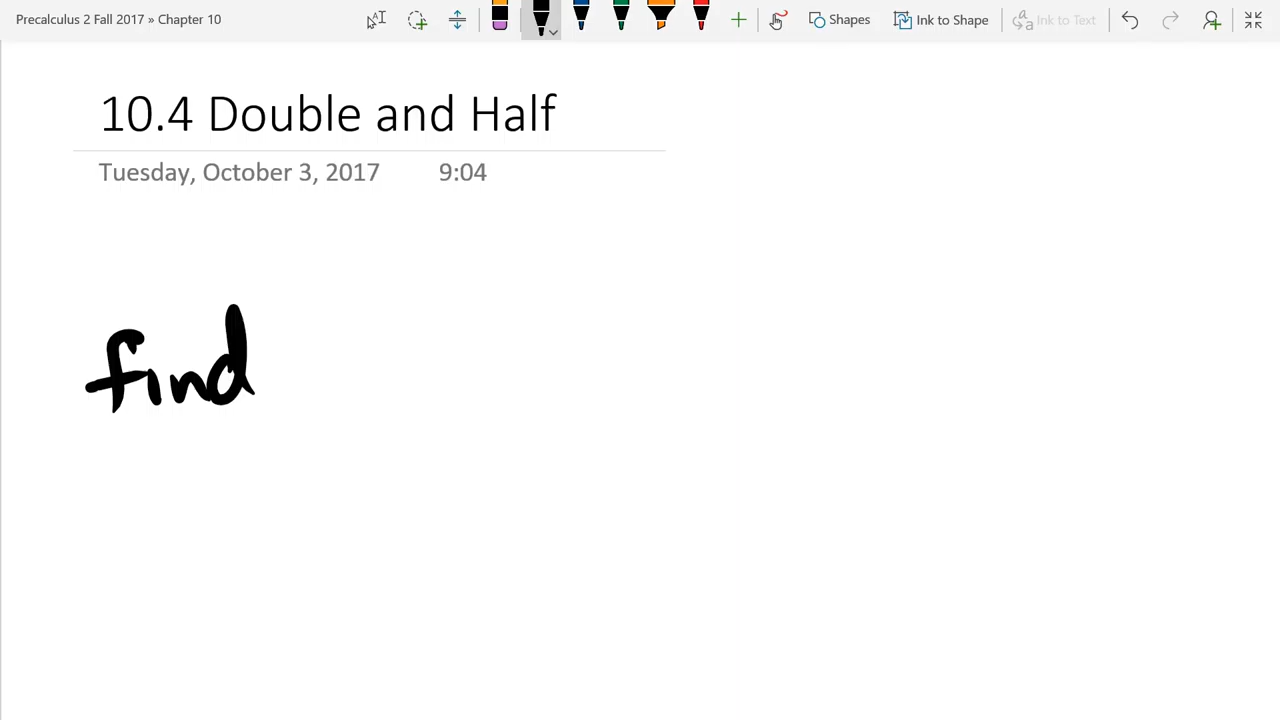 Precalculus 2 Fall 2017 » Chapter 10
Shapes
Ink to Shape
Ink to Text
10.4 Double and Half
Tuesday, October 3, 2017 9:04
find